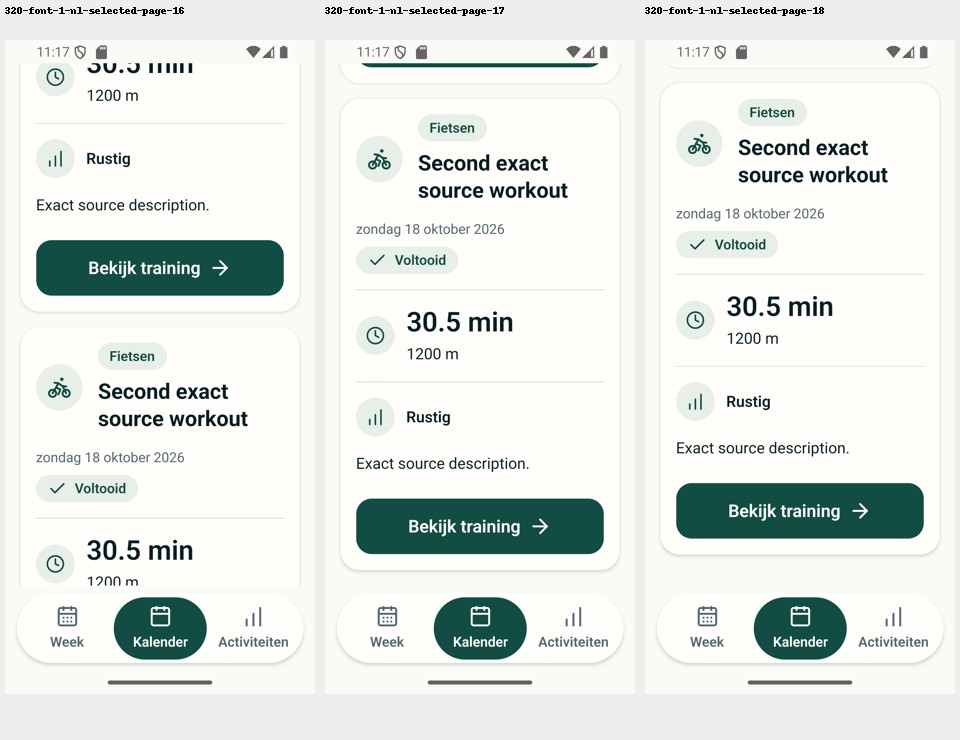 320-font-1-nl-selected-page-16
11:17
30.5 min
1200 m
Rustig
Exact source description.
Bekijk training
Fietsen
Second exact
source workout
zondag 18 oktober 2026
Voltooid
30.5 min
1200 m
Week
Kalender
Activiteiten
320-font-1-nl-selected-page-17
11:17
Fietsen
Second exact
source workout
zondag 18 oktober 2026
Voltooid
30.5 min
1200 m
Rustig
Exact source description.
Bekijk training
Week
Kalender
Activiteiten
320-font-1-nl-selected-page-18
11:17
Fietsen
Second exact
source workout
zondag 18 oktober 2026
Voltooid
30.5 min
1200 m
Rustig
Exact source description.
Bekijk training
Week
Kalender
Activiteiten